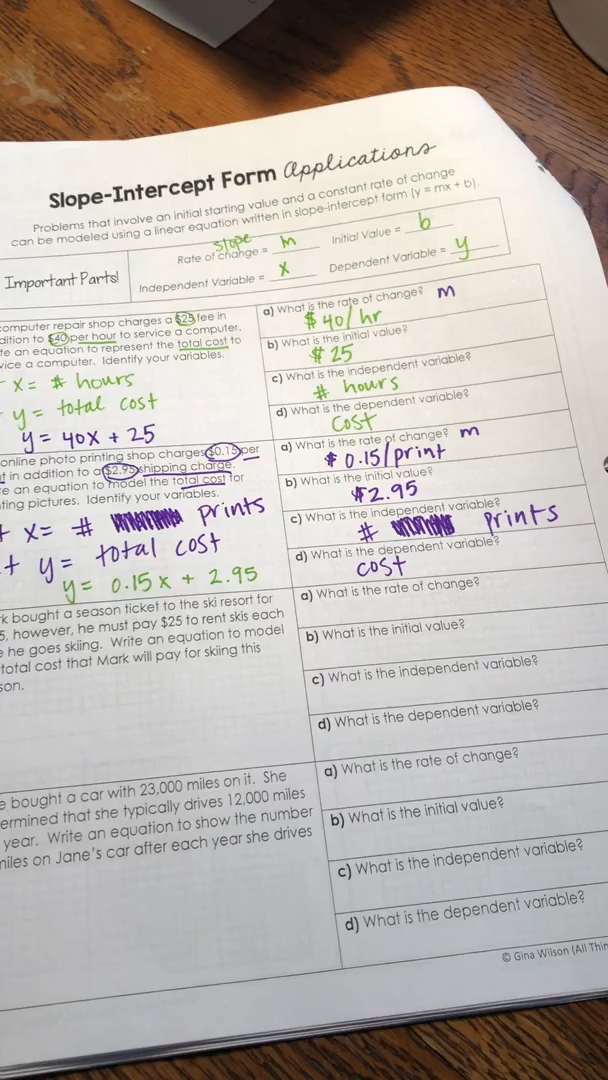 Slope-Intercept Form Applications
Problems that involve an initial starting value and a constant rate of change
can be modeled using a linear equation written in slope-intercept form (y = mx + b).
Important Parts!
slope
Rate of change = m
Initial Value = b
Independent Variable = x
Dependent Variable = y
computer repair shop charges a $25 fee in
dition to $40 per hour to service a computer.
te an equation to represent the total cost to
vice a computer. Identify your variables.
x = # hours
y = total cost
y = 40x + 25
a) What is the rate of change? m
$40/hr
b) What is the initial value?
$25
c) What is the independent variable?
# hours
d) What is the dependent variable?
cost
online photo printing shop charges $0.15 per
t in addition to a $2.95 shipping charge.
e an equation to model the total cost for
ting pictures. Identify your variables.
x = # prints
y = total cost
y = 0.15x + 2.95
a) What is the rate of change? m
$0.15/print
b) What is the initial value?
$2.95
c) What is the independent variable?
# prints
d) What is the dependent variable?
cost
rk bought a season ticket to the ski resort for
5, however, he must pay $25 to rent skis each
e he goes skiing. Write an equation to model
total cost that Mark will pay for skiing this
son.
a) What is the rate of change?
b) What is the initial value?
c) What is the independent variable?
d) What is the dependent variable?
e bought a car with 23,000 miles on it. She
ermined that she typically drives 12,000 miles
year. Write an equation to show the number
miles on Jane's car after each year she drives
a) What is the rate of change?
b) What is the initial value?
c) What is the independent variable?
d) What is the dependent variable?
© Gina Wilson (All Thin